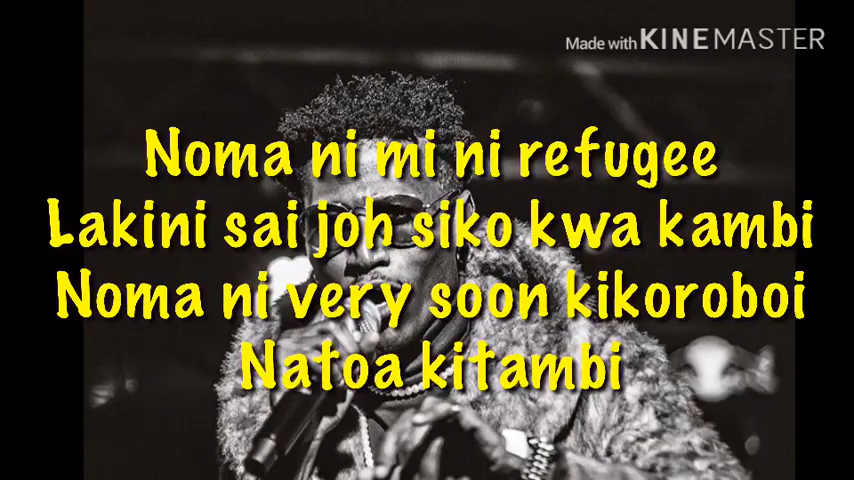 Made with KINEMASTER
Noma ni mi ni refugee
Lakini sai joh siko kwa kambi
Noma ni very soon kikoroboi
Natoa kitambi